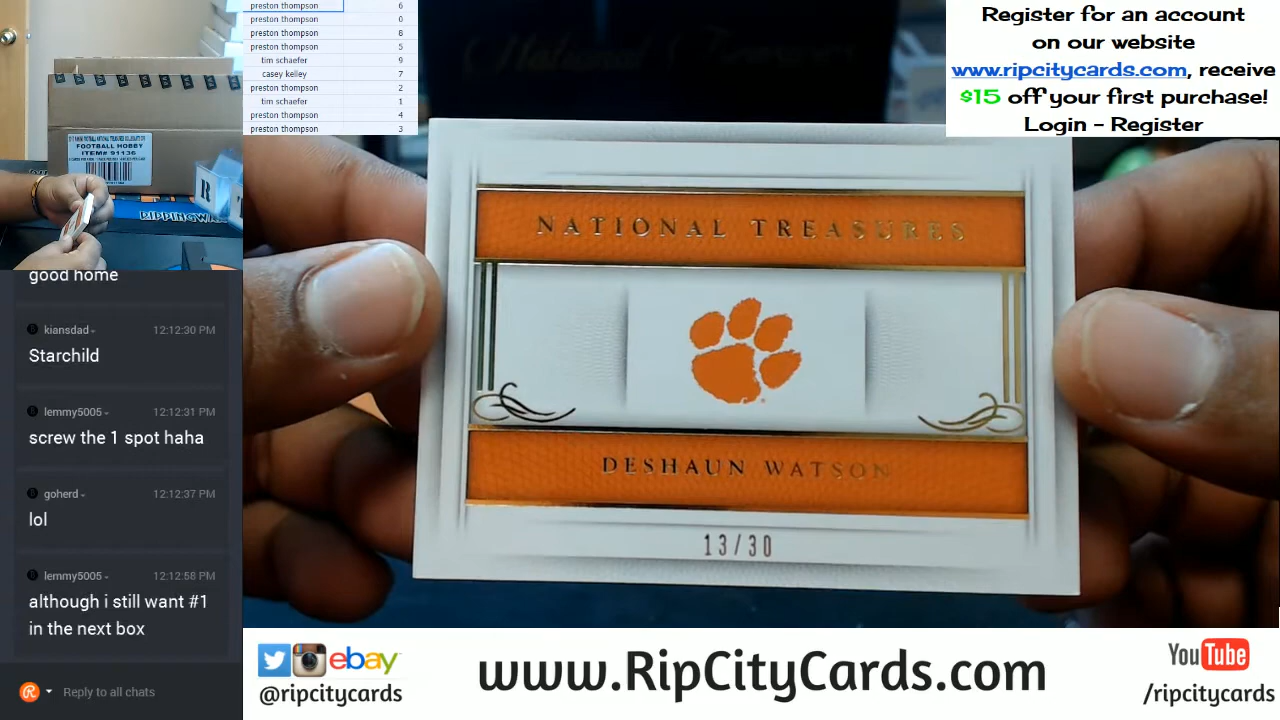 preston thompson 6
preston thompson 0
preston thompson 8
preston thompson 5
tim schaefer 9
casey kelley 7
preston thompson 2
tim schaefer 1
preston thompson 4
preston thompson 3
Register for an account
on our website
www.ripcitycards.com, receive
$15 off your first purchase!
Login - Register
National Treasures
FOOTBALL HOBBY
ITEM# 91136
R
good home
kiansdad 12:12:30 PM
Starchild
lemmy5005 12:12:31 PM
screw the 1 spot haha
goherd 12:12:37 PM
lol
lemmy5005 12:12:58 PM
although i still want #1
in the next box
Reply to all chats
NATIONAL TREASURES
DESHAUN WATSON
13/30
ebay
@ripcitycards
www.RipCityCards.com
YouTube
/ripcitycards